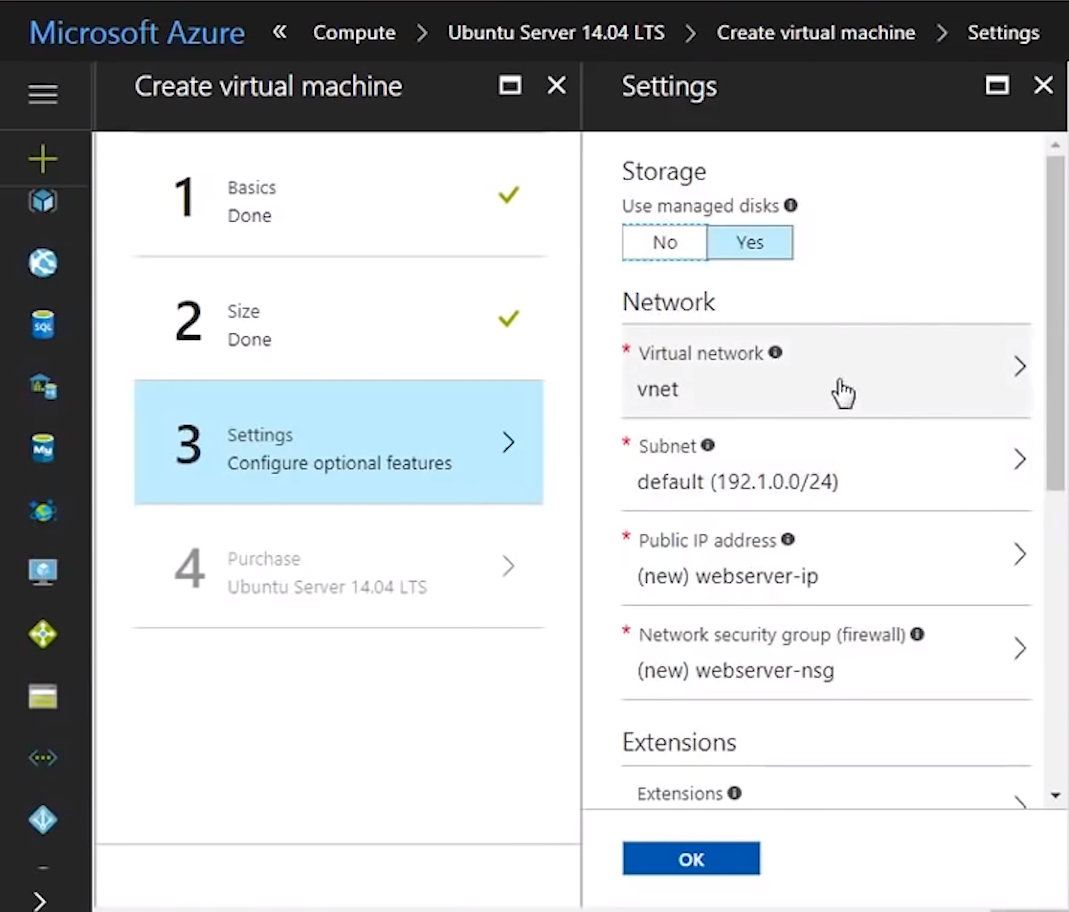 Microsoft Azure « Compute > Ubuntu Server 14.04 LTS > Create virtual machine > Settings
Create virtual machine
1
Basics
Done
2
Size
Done
3
Settings
Configure optional features
4
Purchase
Ubuntu Server 14.04 LTS
Settings
Storage
Use managed disks
No Yes
Network
* Virtual network
vnet
* Subnet
default (192.1.0.0/24)
* Public IP address
(new) webserver-ip
* Network security group (firewall)
(new) webserver-nsg
Extensions
Extensions
OK
SQL
My